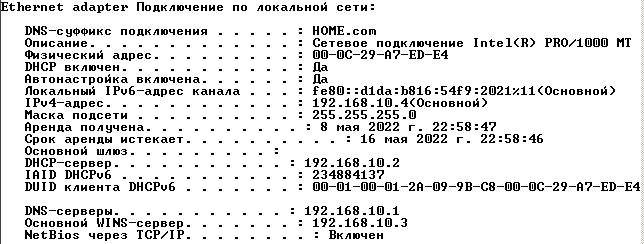 Ethernet adapter Подключение по локальной сети:
DNS-суффикс подключения . . . . . : HOME.com
Описание. . . . . . . . . . . . . : Сетевое подключение Intel(R) PRO/1000 MT
Физический адрес. . . . . . . . . : 00-0C-29-A7-ED-E4
DHCP включен. . . . . . . . . . . : Да
Автонастройка включена. . . . . . : Да
Локальный IPv6-адрес канала . . . : fe80::d1da:b816:54f9:2021%11(Основной)
IPv4-адрес. . . . . . . . . . . . : 192.168.10.4(Основной)
Маска подсети . . . . . . . . . . : 255.255.255.0
Аренда получена. . . . . . . . . . : 8 мая 2022 г. 22:58:47
Срок аренды истекает. . . . . . . . . . : 16 мая 2022 г. 22:58:46
Основной шлюз. . . . . . . . . :
DHCP-сервер. . . . . . . . . . . : 192.168.10.2
IAID DHCPv6 . . . . . . . . . . . : 234884137
DUID клиента DHCPv6 . . . . . . . : 00-01-00-01-2A-09-9B-C8-00-0C-29-A7-ED-E4
DNS-серверы. . . . . . . . . . . : 192.168.10.1
Основной WINS-сервер. . . . . . . : 192.168.10.3
NetBios через TCP/IP. . . . . . . . : Включен